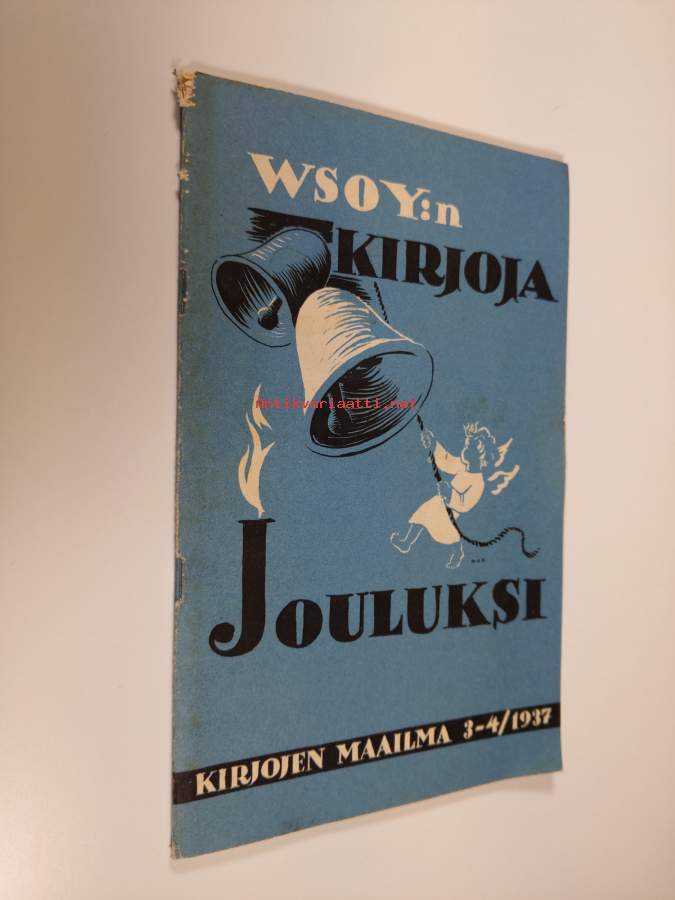 WSOY:n
KIRJOJA
antikvariaatti.net
JOULUKSI
KIRJOJEN MAAILMA 3-4/1937